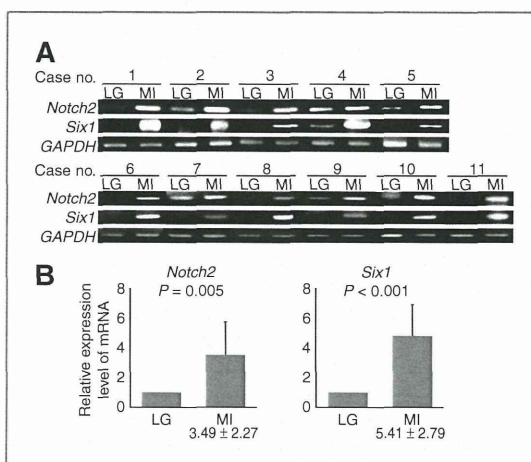 A
Case no. 1 2 3 4 5
LG MI LG MI LG MI LG MI LG MI
Notch2
Six1
GAPDH
Case no. 6 7 8 9 10 11
LG MI LG MI LG MI LG MI LG MI LG MI
Notch2
Six1
GAPDH
B
Notch2
P = 0.005
Relative expression
level of mRNA
8
6
4
2
0
LG MI
3.49 ± 2.27
Six1
P < 0.001
8
6
4
2
0
LG MI
5.41 ± 2.79